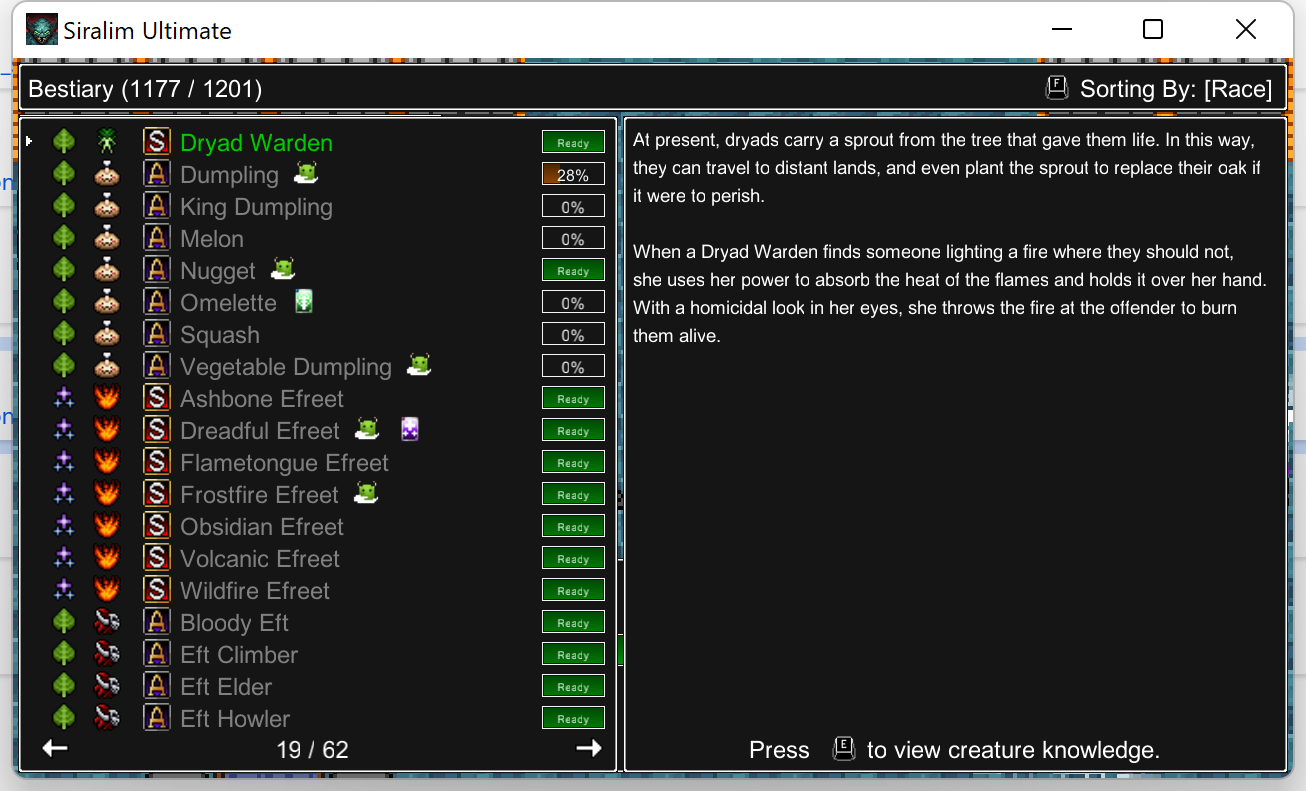 Siralim Ultimate
Bestiary (1177 / 1201)
F Sorting By: [Race]
S Dryad Warden Ready
A Dumpling 28%
A King Dumpling 0%
A Melon 0%
A Nugget Ready
A Omelette 0%
A Squash 0%
A Vegetable Dumpling 0%
S Ashbone Efreet Ready
S Dreadful Efreet Ready
S Flametongue Efreet Ready
S Frostfire Efreet Ready
S Obsidian Efreet Ready
S Volcanic Efreet Ready
S Wildfire Efreet Ready
A Bloody Eft Ready
A Eft Climber Ready
A Eft Elder Ready
A Eft Howler Ready
19 / 62
At present, dryads carry a sprout from the tree that gave them life. In this way,
they can travel to distant lands, and even plant the sprout to replace their oak if
it were to perish.
When a Dryad Warden finds someone lighting a fire where they should not,
she uses her power to absorb the heat of the flames and holds it over her hand.
With a homicidal look in her eyes, she throws the fire at the offender to burn
them alive.
Press E to view creature knowledge.